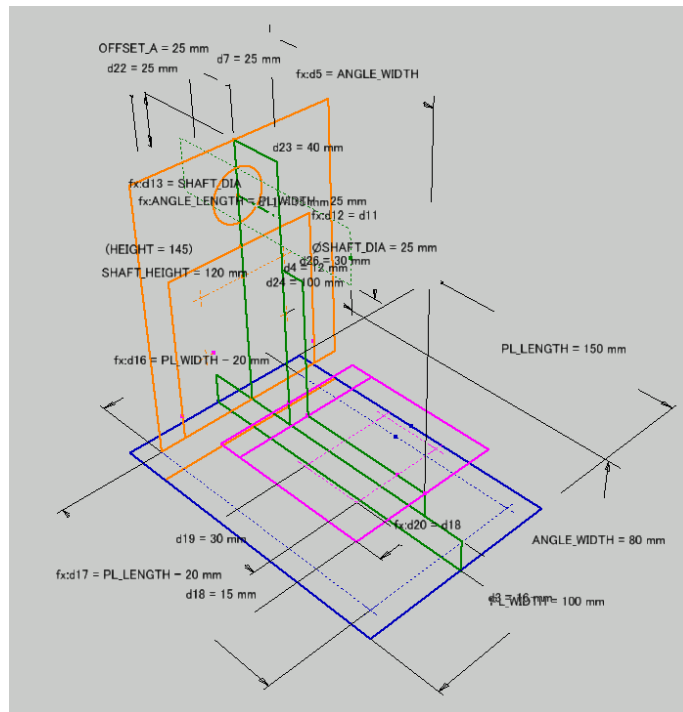 OFFSET_A = 25 mm
d7 = 25 mm
d22 = 25 mm
fx:d5 = ANGLE_WIDTH
d23 = 40 mm
fx:d13 = SHAFT_DIA
fx:ANGLE_LENGTH = PL_WIDTH - 25 mm
fx:d12 = d11
(HEIGHT = 145)
ØSHAFT_DIA = 25 mm
d26 = 30 mm
SHAFT_HEIGHT = 120 mm
d4 = 12 mm
d24 = 100 mm
PL_LENGTH = 150 mm
fx:d16 = PL_WIDTH - 20 mm
fx:d20 = d18
d19 = 30 mm
ANGLE_WIDTH = 80 mm
fx:d17 = PL_LENGTH - 20 mm
d18 = 15 mm
PL_WIDTH = 100 mm